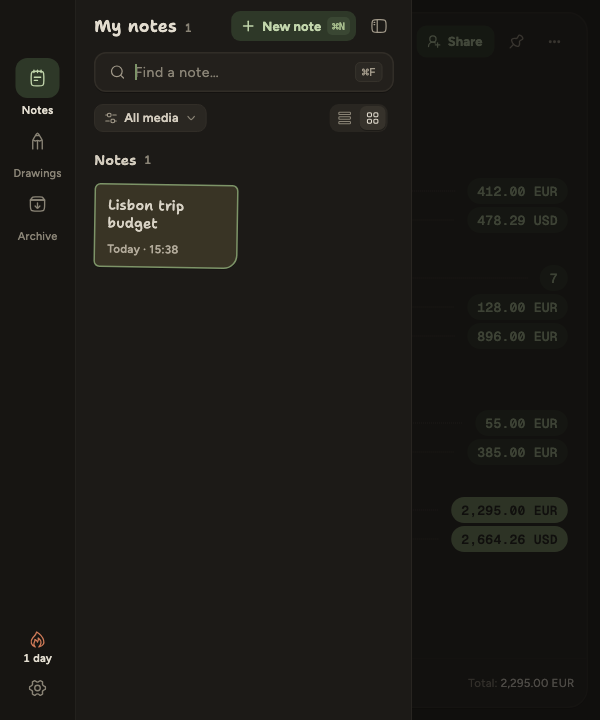 My notes 1
+ New note ⌘N
Share
Find a note...
⌘F
All media
Notes
Drawings
Archive
Notes 1
Lisbon trip
budget
Today · 15:38
412.00 EUR
478.29 USD
7
128.00 EUR
896.00 EUR
55.00 EUR
385.00 EUR
2,295.00 EUR
2,664.26 USD
1 day
Total: 2,295.00 EUR